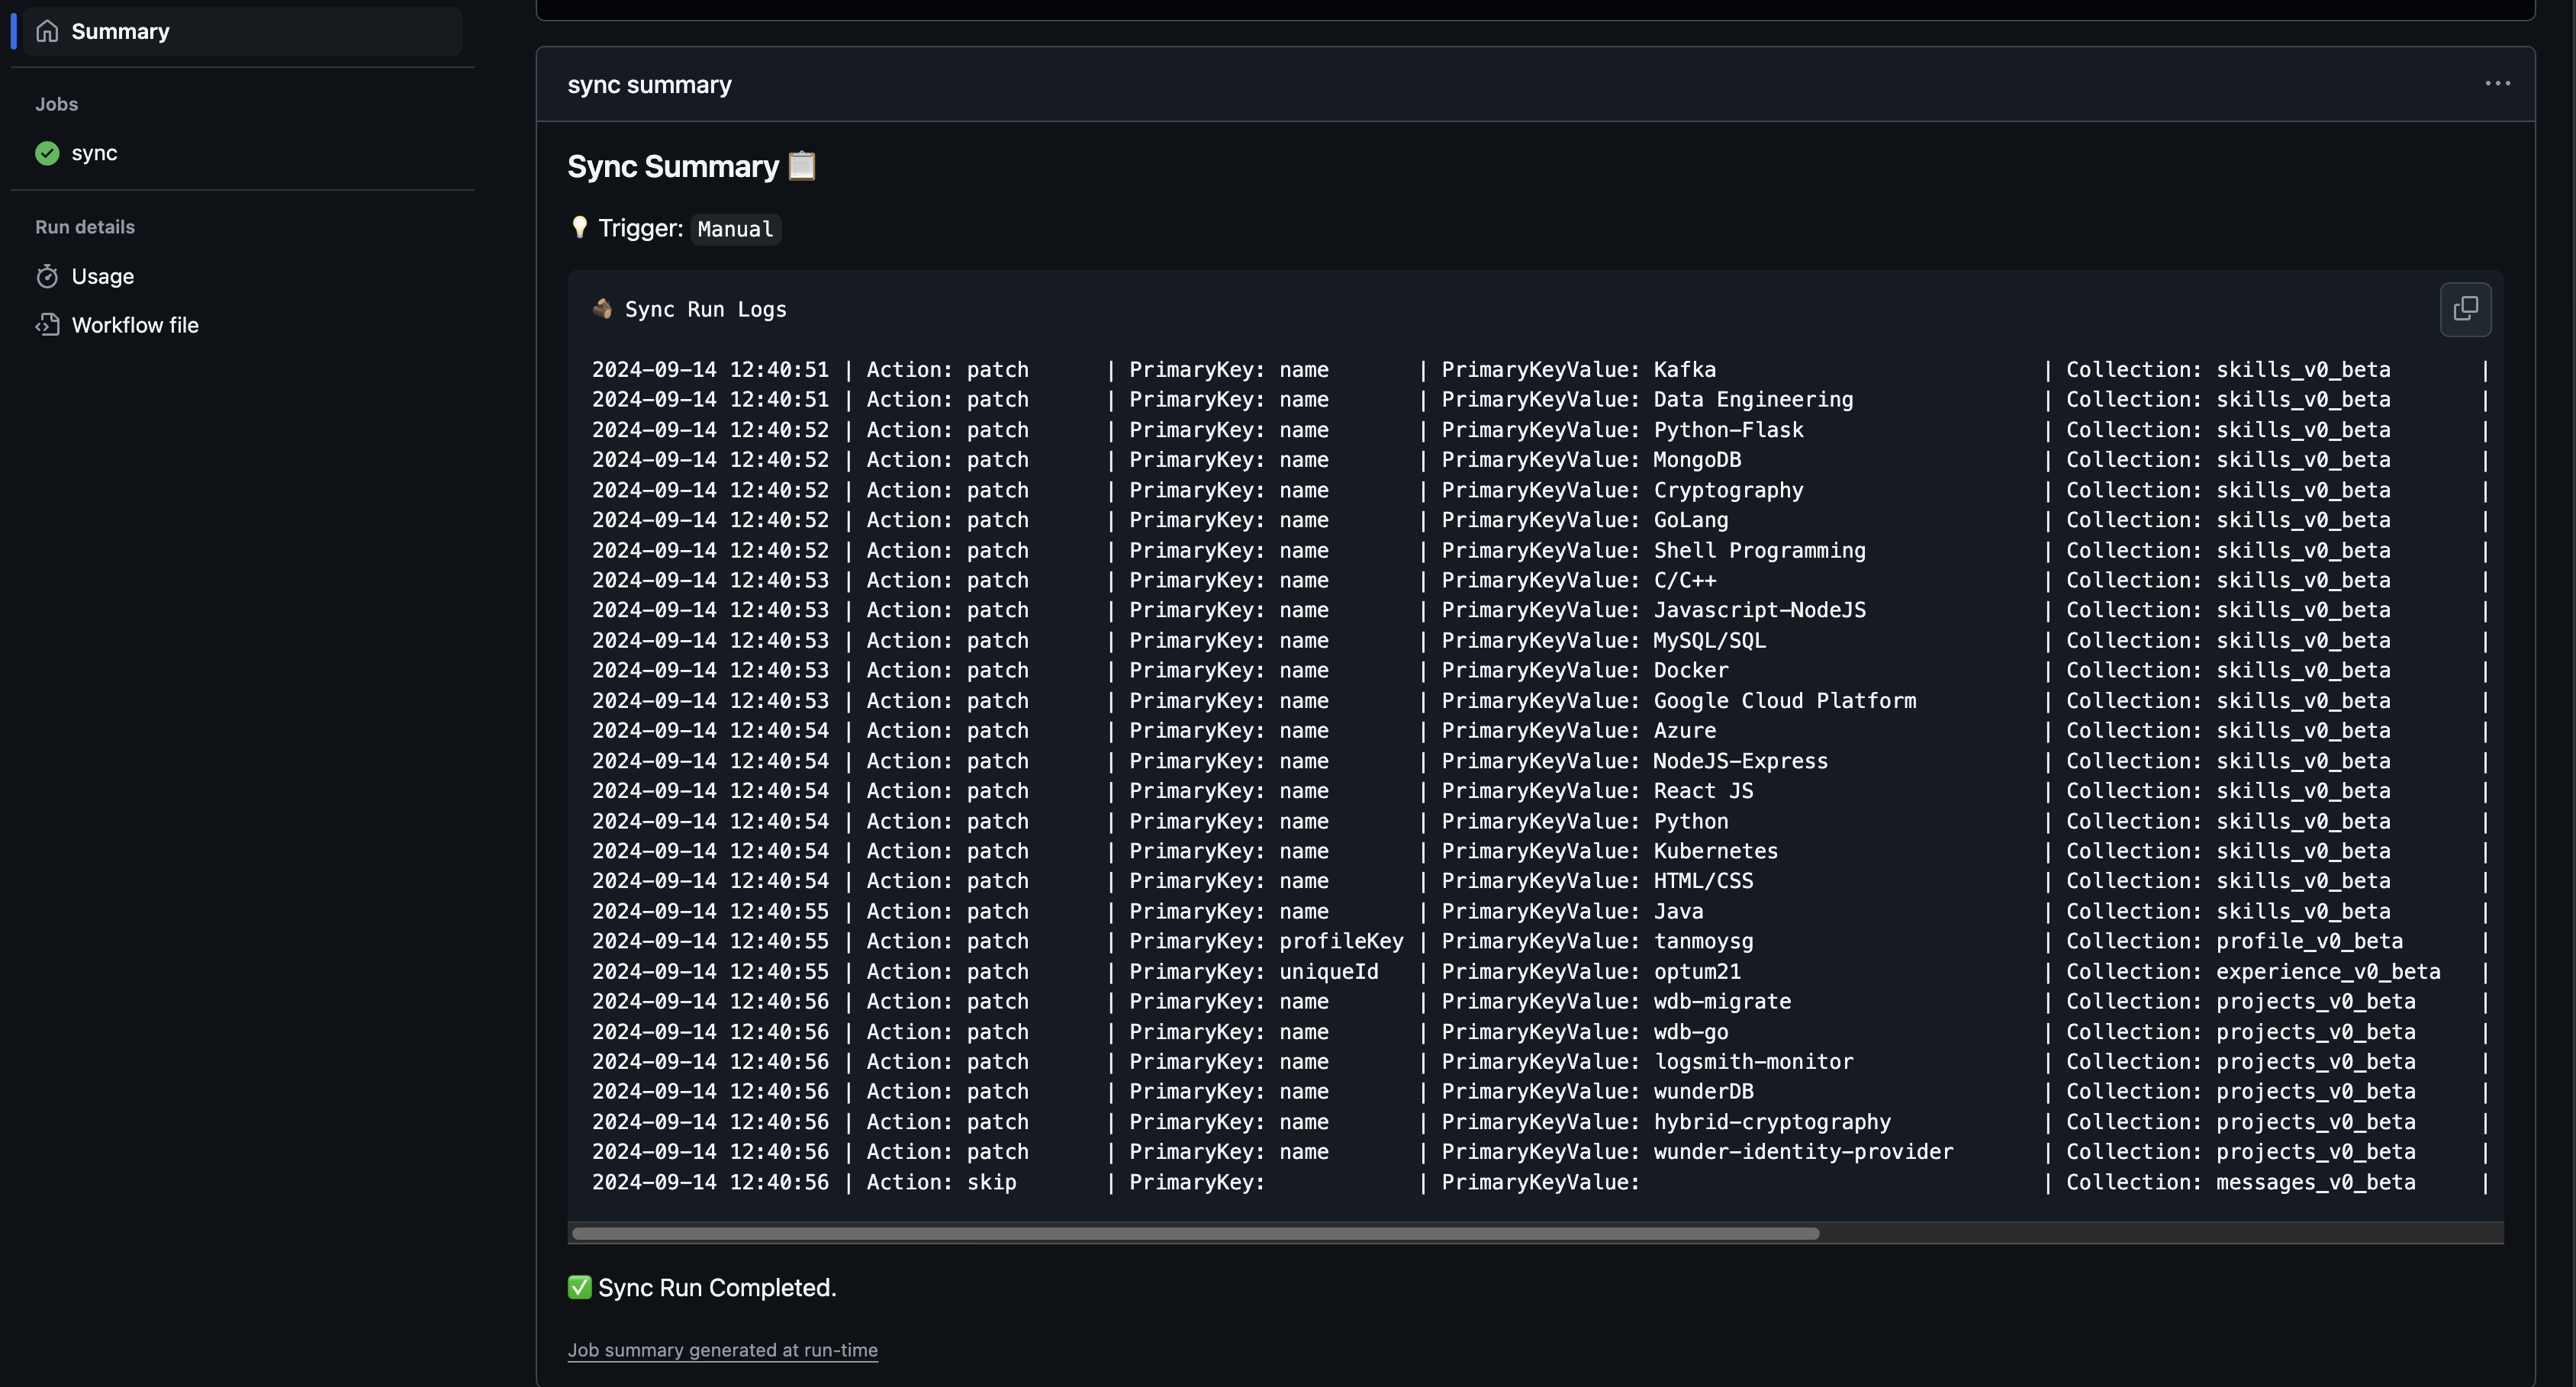 Summary
Jobs
sync
Run details
Usage
Workflow file
sync summary
Sync Summary 📋
💡 Trigger: Manual
🪵 Sync Run Logs
2024-09-14 12:40:51 | Action: patch | PrimaryKey: name | PrimaryKeyValue: Kafka | Collection: skills_v0_beta |
2024-09-14 12:40:51 | Action: patch | PrimaryKey: name | PrimaryKeyValue: Data Engineering | Collection: skills_v0_beta |
2024-09-14 12:40:52 | Action: patch | PrimaryKey: name | PrimaryKeyValue: Python-Flask | Collection: skills_v0_beta |
2024-09-14 12:40:52 | Action: patch | PrimaryKey: name | PrimaryKeyValue: MongoDB | Collection: skills_v0_beta |
2024-09-14 12:40:52 | Action: patch | PrimaryKey: name | PrimaryKeyValue: Cryptography | Collection: skills_v0_beta |
2024-09-14 12:40:52 | Action: patch | PrimaryKey: name | PrimaryKeyValue: GoLang | Collection: skills_v0_beta |
2024-09-14 12:40:52 | Action: patch | PrimaryKey: name | PrimaryKeyValue: Shell Programming | Collection: skills_v0_beta |
2024-09-14 12:40:53 | Action: patch | PrimaryKey: name | PrimaryKeyValue: C/C++ | Collection: skills_v0_beta |
2024-09-14 12:40:53 | Action: patch | PrimaryKey: name | PrimaryKeyValue: Javascript-NodeJS | Collection: skills_v0_beta |
2024-09-14 12:40:53 | Action: patch | PrimaryKey: name | PrimaryKeyValue: MySQL/SQL | Collection: skills_v0_beta |
2024-09-14 12:40:53 | Action: patch | PrimaryKey: name | PrimaryKeyValue: Docker | Collection: skills_v0_beta |
2024-09-14 12:40:53 | Action: patch | PrimaryKey: name | PrimaryKeyValue: Google Cloud Platform | Collection: skills_v0_beta |
2024-09-14 12:40:54 | Action: patch | PrimaryKey: name | PrimaryKeyValue: Azure | Collection: skills_v0_beta |
2024-09-14 12:40:54 | Action: patch | PrimaryKey: name | PrimaryKeyValue: NodeJS-Express | Collection: skills_v0_beta |
2024-09-14 12:40:54 | Action: patch | PrimaryKey: name | PrimaryKeyValue: React JS | Collection: skills_v0_beta |
2024-09-14 12:40:54 | Action: patch | PrimaryKey: name | PrimaryKeyValue: Python | Collection: skills_v0_beta |
2024-09-14 12:40:54 | Action: patch | PrimaryKey: name | PrimaryKeyValue: Kubernetes | Collection: skills_v0_beta |
2024-09-14 12:40:54 | Action: patch | PrimaryKey: name | PrimaryKeyValue: HTML/CSS | Collection: skills_v0_beta |
2024-09-14 12:40:55 | Action: patch | PrimaryKey: name | PrimaryKeyValue: Java | Collection: skills_v0_beta |
2024-09-14 12:40:55 | Action: patch | PrimaryKey: profileKey | PrimaryKeyValue: tanmoysg | Collection: profile_v0_beta |
2024-09-14 12:40:55 | Action: patch | PrimaryKey: uniqueId | PrimaryKeyValue: optum21 | Collection: experience_v0_beta |
2024-09-14 12:40:56 | Action: patch | PrimaryKey: name | PrimaryKeyValue: wdb-migrate | Collection: projects_v0_beta |
2024-09-14 12:40:56 | Action: patch | PrimaryKey: name | PrimaryKeyValue: wdb-go | Collection: projects_v0_beta |
2024-09-14 12:40:56 | Action: patch | PrimaryKey: name | PrimaryKeyValue: logsmith-monitor | Collection: projects_v0_beta |
2024-09-14 12:40:56 | Action: patch | PrimaryKey: name | PrimaryKeyValue: wunderDB | Collection: projects_v0_beta |
2024-09-14 12:40:56 | Action: patch | PrimaryKey: name | PrimaryKeyValue: hybrid-cryptography | Collection: projects_v0_beta |
2024-09-14 12:40:56 | Action: patch | PrimaryKey: name | PrimaryKeyValue: wunder-identity-provider | Collection: projects_v0_beta |
2024-09-14 12:40:56 | Action: skip | PrimaryKey: | PrimaryKeyValue: | Collection: messages_v0_beta |
✅ Sync Run Completed.
Job summary generated at run-time